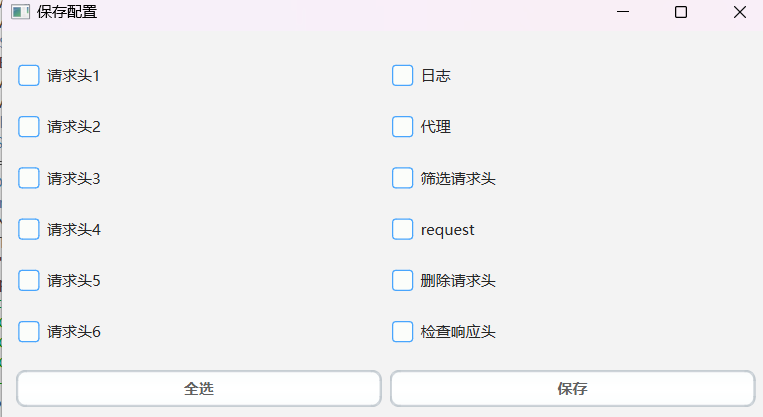 保存配置
请求头1 日志
请求头2 代理
请求头3 筛选请求头
请求头4 request
请求头5 删除请求头
请求头6 检查响应头
全选 保存